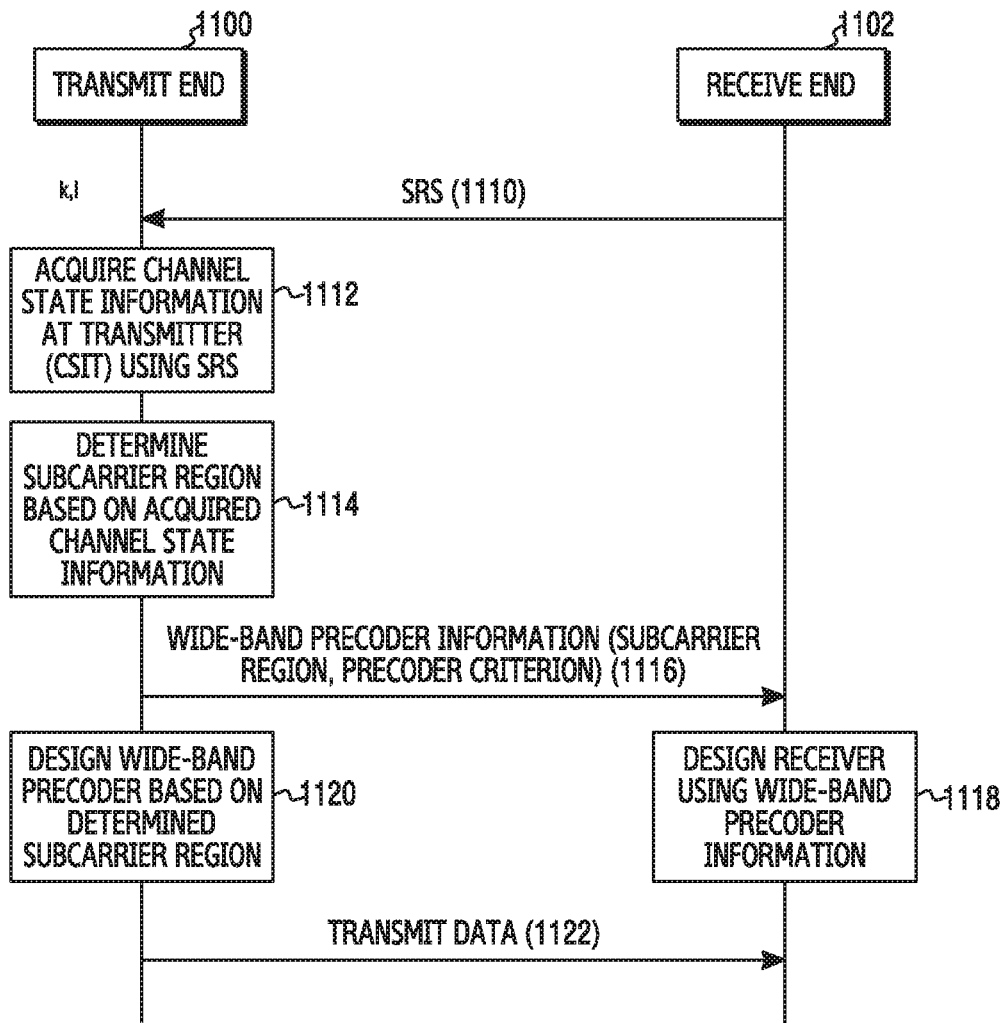 1100
1102
TRANSMIT END
RECEIVE END
k,l
SRS (1110)
ACQUIRE CHANNEL
STATE INFORMATION
AT TRANSMITTER
(CSIT) USING SRS
1112
DETERMINE
SUBCARRIER REGION
BASED ON ACQUIRED
CHANNEL STATE
INFORMATION
1114
WIDE-BAND PRECODER INFORMATION (SUBCARRIER
REGION, PRECODER CRITERION) (1116)
DESIGN WIDE-BAND
PRECODER BASED ON
DETERMINED
SUBCARRIER REGION
1120
DESIGN RECEIVER
USING WIDE-BAND
PRECODER
INFORMATION
1118
TRANSMIT DATA (1122)